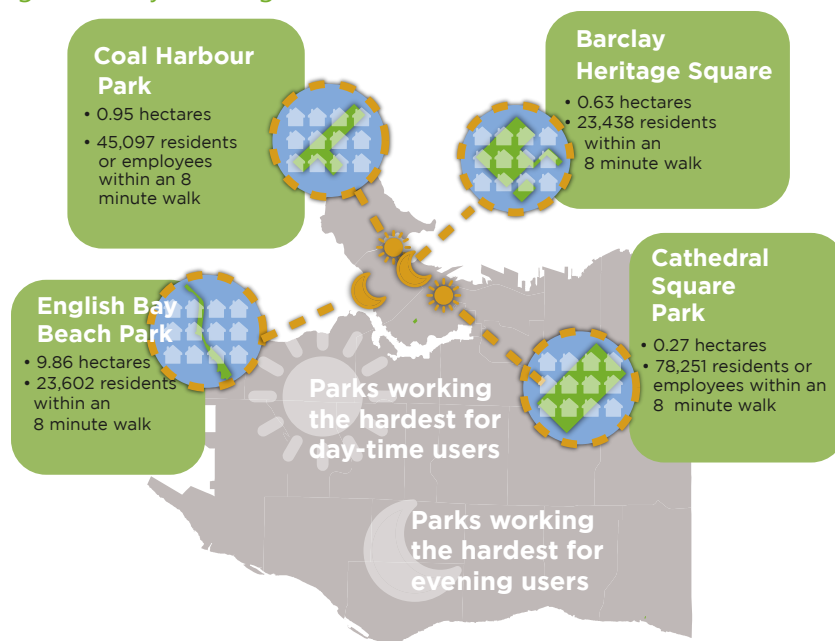 Coal Harbour
Park
• 0.95 hectares
• 45,097 residents
or employees
within an 8
minute walk
Barclay
Heritage Square
• 0.63 hectares
• 23,438 residents
within an
8 minute walk
English Bay
Beach Park
• 9.86 hectares
• 23,602 residents
within an
8 minute walk
Cathedral
Square
Park
• 0.27 hectares
• 78,251 residents or
employees within an
8 minute walk
Parks working
the hardest for
day-time users
Parks working
the hardest for
evening users